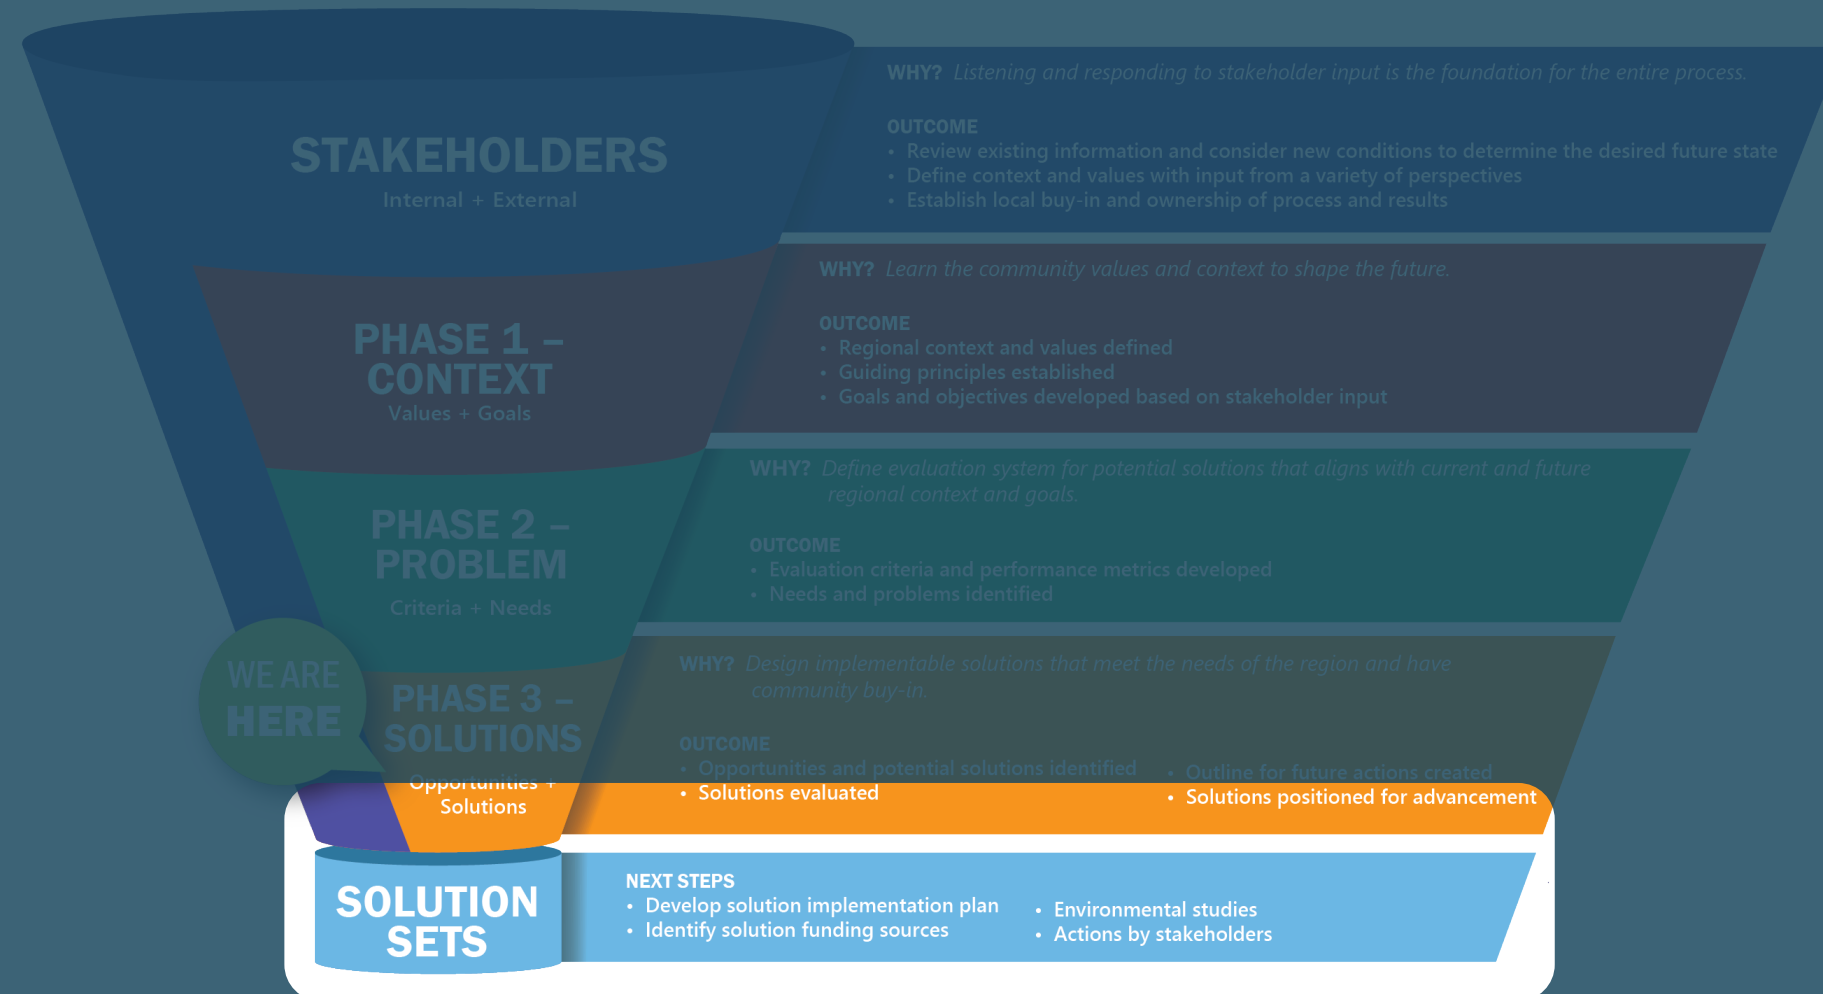 WHY? Listening and responding to stakeholder input is the foundation for the entire process.
OUTCOME
• Review existing information and consider new conditions to determine the desired future state
• Define context and values with input from a variety of perspectives
• Establish local buy-in and ownership of process and results
STAKEHOLDERS
Internal + External
WHY? Learn the community values and context to shape the future.
OUTCOME
• Regional context and values defined
• Guiding principles established
• Goals and objectives developed based on stakeholder input
PHASE 1 –
CONTEXT
Values + Goals
WHY? Define evaluation system for potential solutions that aligns with current and future
regional context and goals.
OUTCOME
• Evaluation criteria and performance metrics developed
• Needs and problems identified
PHASE 2 –
PROBLEM
Criteria + Needs
WE ARE
HERE
PHASE 3 –
SOLUTIONS
Opportunities +
Solutions
WHY? Design implementable solutions that meet the needs of the region and have
community buy-in.
OUTCOME
• Opportunities and potential solutions identified
• Solutions evaluated
• Outline for future actions created
• Solutions positioned for advancement
SOLUTION
SETS
NEXT STEPS
• Develop solution implementation plan
• Identify solution funding sources
• Environmental studies
• Actions by stakeholders